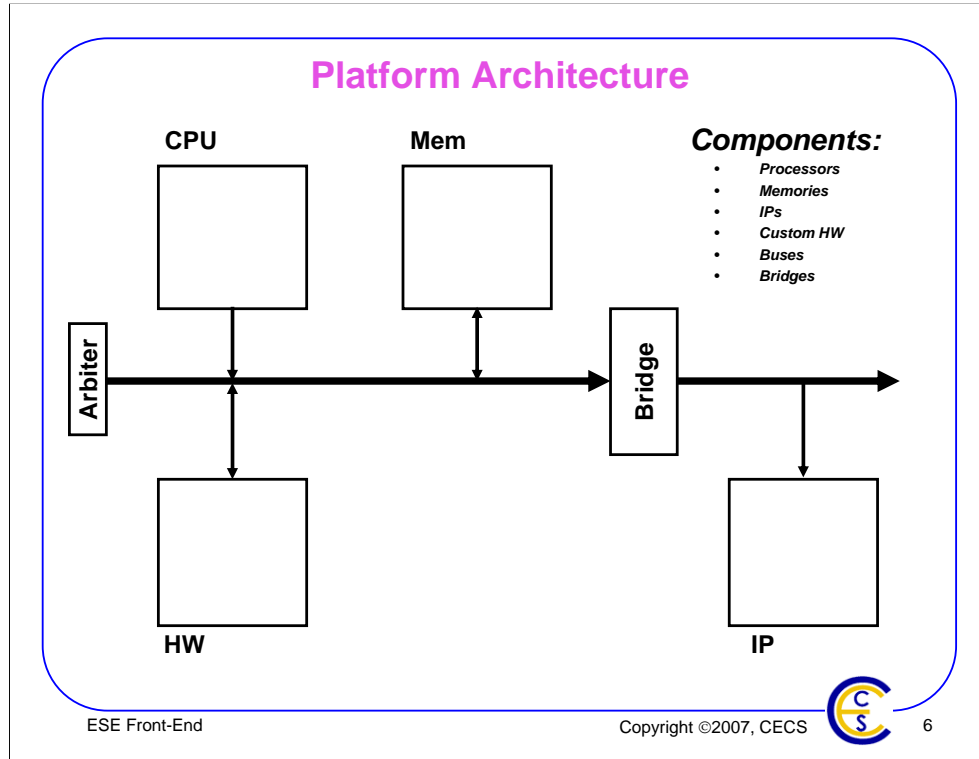 Platform Architecture
CPU
Mem
Components:
• Processors
• Memories
• IPs
• Custom HW
• Buses
• Bridges
Arbiter
Bridge
HW
IP
ESE Front-End
Copyright ©2007, CECS
C
S
6